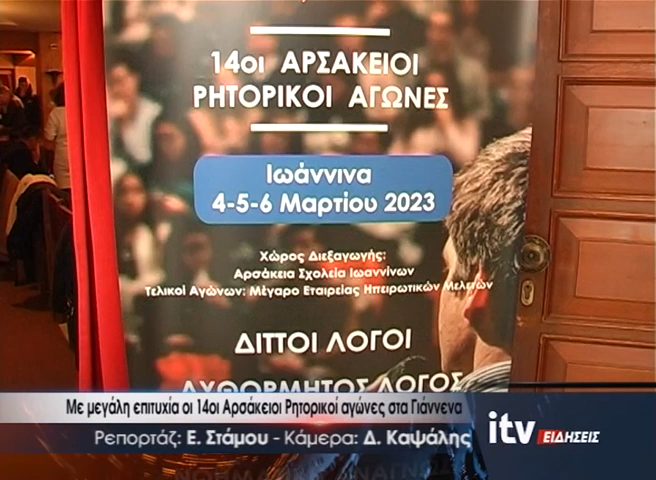 14οι ΑΡΣΑΚΕΙΟΙ
ΡΗΤΟΡΙΚΟΙ ΑΓΩΝΕΣ
Ιωάννινα
4-5-6 Μαρτίου 2023
Χώρος Διεξαγωγής:
Αρσάκεια Σχολεία Ιωαννίνων
Τελικοί Αγώνων: Μέγαρο Εταιρείας Ηπειρωτικών Μελετών
ΔΙΤΤΟΙ ΛΟΓΟΙ
ΑΥΘΟΡΜΗΤΟΣ ΛΟΓΟΣ
Με μεγάλη επιτυχία οι 14οι Αρσάκειοι Ρητορικοί αγώνες στα Γιάννενα
Ρεπορτάζ: Ε. Στάμου - Κάμερα: Δ. Καψάλης
itv ΕΙΔΗΣΕΙΣ